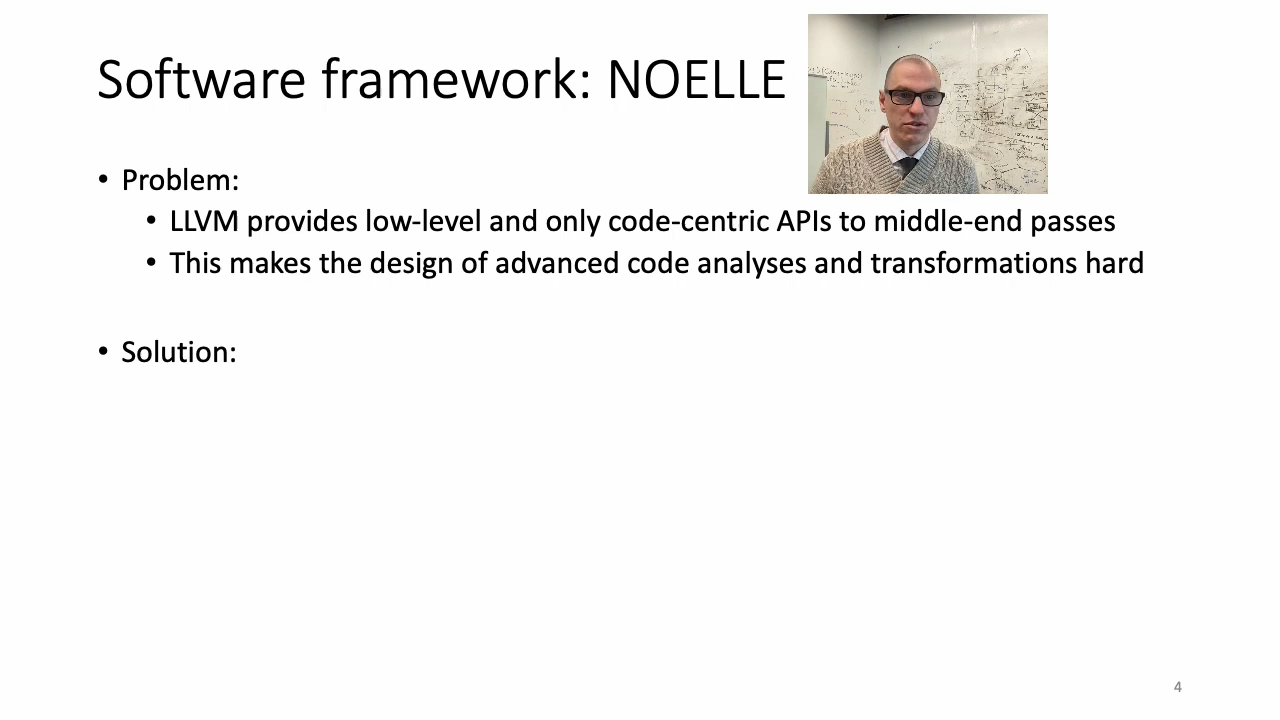 Software framework: NOELLE
• Problem:
• LLVM provides low-level and only code-centric APIs to middle-end passes
• This makes the design of advanced code analyses and transformations hard
• Solution:
4